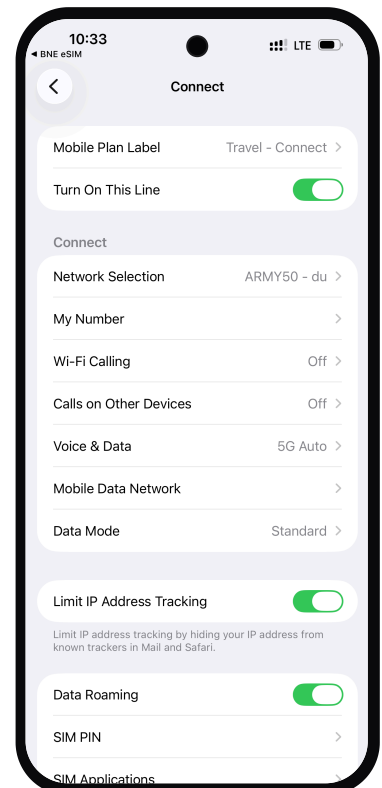 10:33
LTE
◀ BNE eSIM
Connect
Mobile Plan Label
Travel - Connect
Turn On This Line
Connect
Network Selection
ARMY50 - du
My Number
Wi-Fi Calling
Off
Calls on Other Devices
Off
Voice & Data
5G Auto
Mobile Data Network
Data Mode
Standard
Limit IP Address Tracking
Limit IP address tracking by hiding your IP address from
known trackers in Mail and Safari.
Data Roaming
SIM PIN
SIM Applications